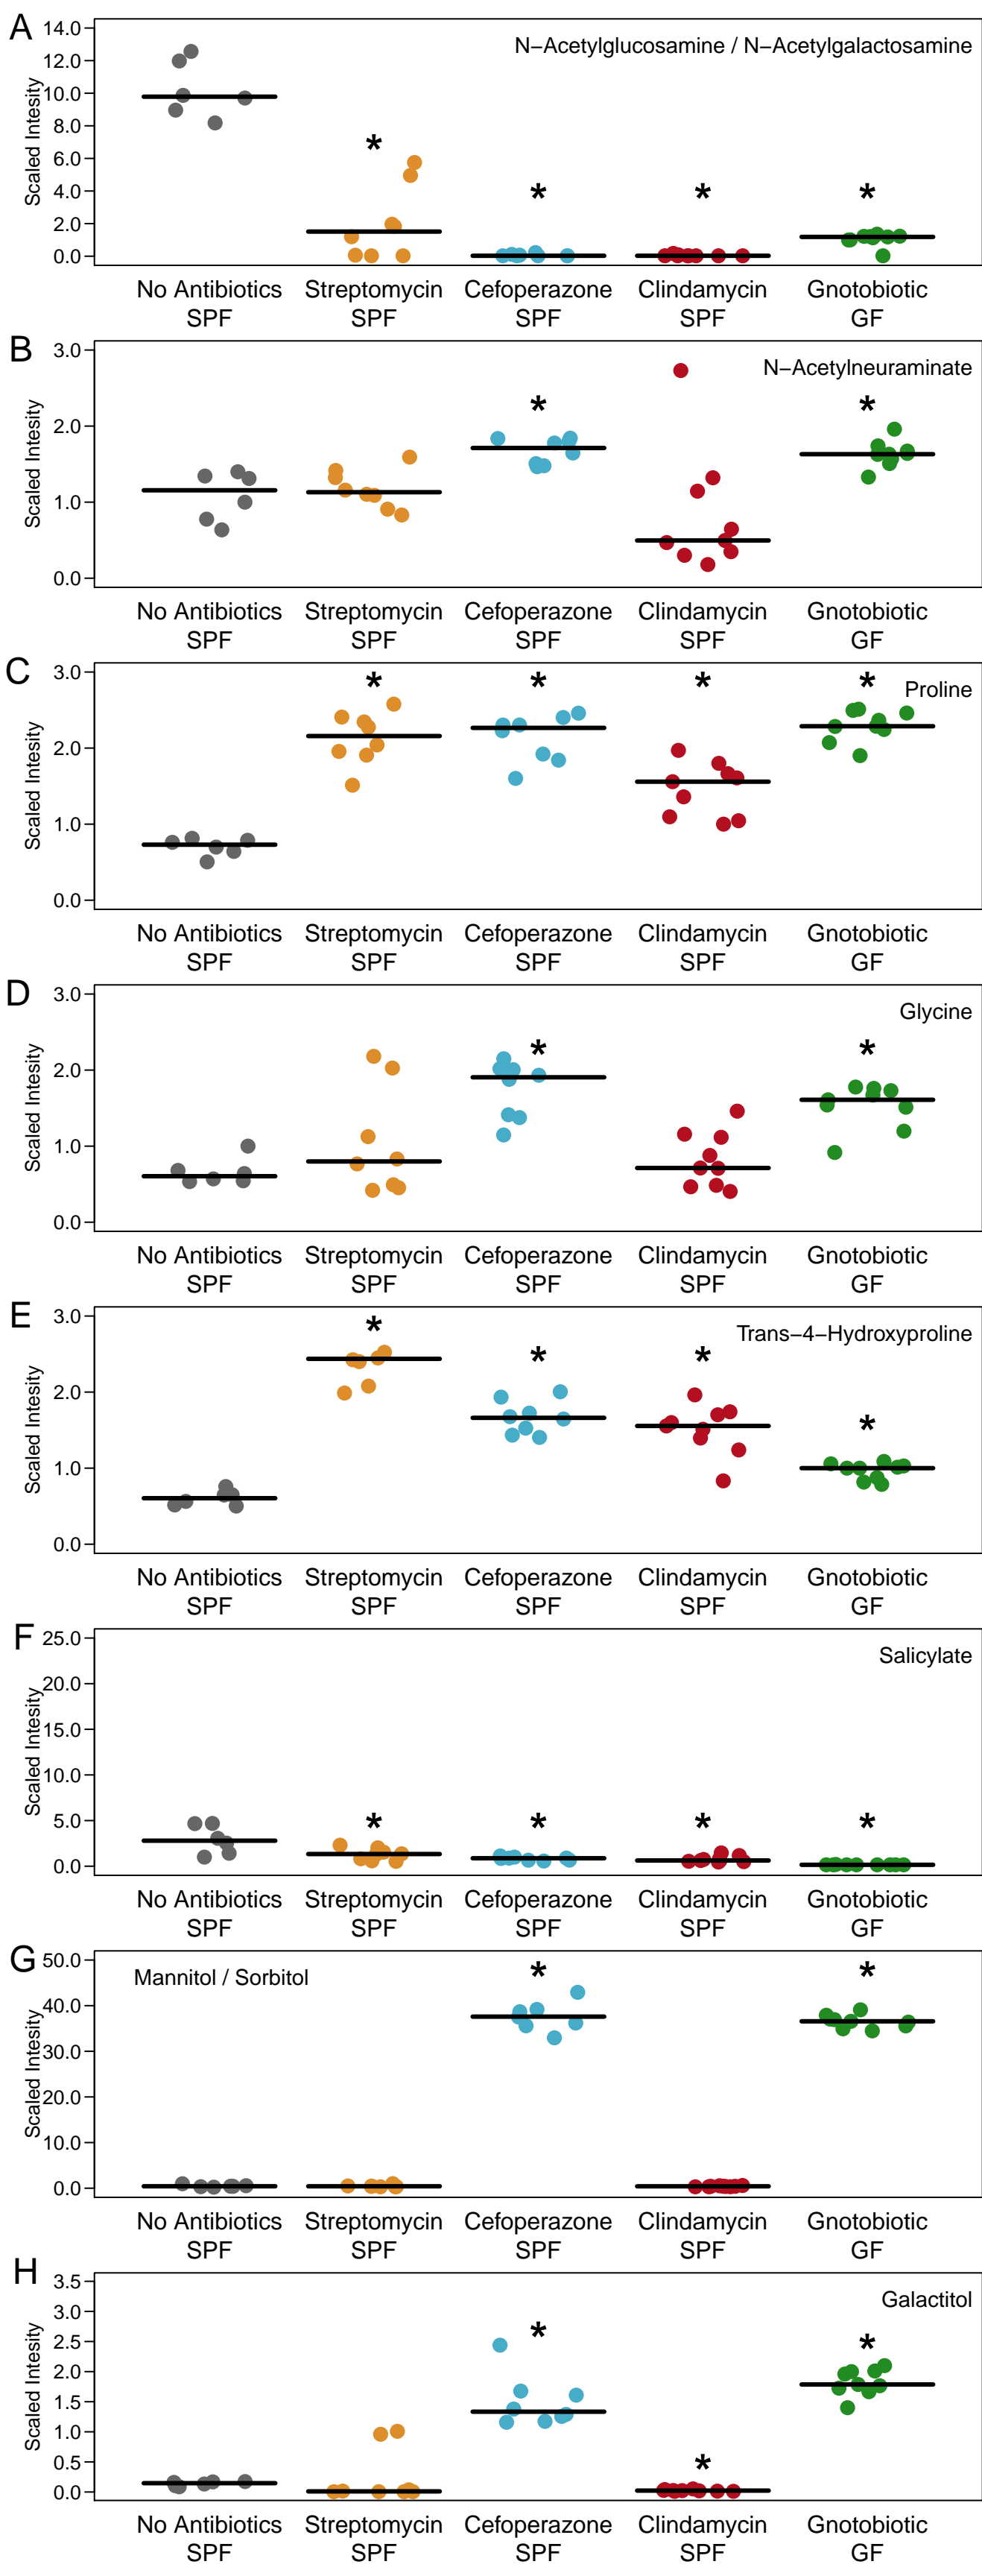 A
N−Acetylglucosamine / N−Acetylgalactosamine
Scaled Intesity
14.0
12.0
10.0
8.0
6.0
4.0
2.0
0.0
* * * *
No Antibiotics Streptomycin Cefoperazone Clindamycin Gnotobiotic
SPF SPF SPF SPF GF
B
N−Acetylneuraminate
Scaled Intesity
3.0
2.0
1.0
0.0
* *
No Antibiotics Streptomycin Cefoperazone Clindamycin Gnotobiotic
SPF SPF SPF SPF GF
C
Proline
Scaled Intesity
3.0
2.0
1.0
0.0
* * * *
No Antibiotics Streptomycin Cefoperazone Clindamycin Gnotobiotic
SPF SPF SPF SPF GF
D
Glycine
Scaled Intesity
3.0
2.0
1.0
0.0
* *
No Antibiotics Streptomycin Cefoperazone Clindamycin Gnotobiotic
SPF SPF SPF SPF GF
E
Trans−4−Hydroxyproline
Scaled Intesity
3.0
2.0
1.0
0.0
* * * *
No Antibiotics Streptomycin Cefoperazone Clindamycin Gnotobiotic
SPF SPF SPF SPF GF
F
Salicylate
Scaled Intesity
25.0
20.0
15.0
10.0
5.0
0.0
* * * *
No Antibiotics Streptomycin Cefoperazone Clindamycin Gnotobiotic
SPF SPF SPF SPF GF
G
Mannitol / Sorbitol
Scaled Intesity
50.0
40.0
30.0
20.0
10.0
0.0
* *
No Antibiotics Streptomycin Cefoperazone Clindamycin Gnotobiotic
SPF SPF SPF SPF GF
H
Galactitol
Scaled Intesity
3.5
3.0
2.5
2.0
1.5
1.0
0.5
0.0
* * *
No Antibiotics Streptomycin Cefoperazone Clindamycin Gnotobiotic
SPF SPF SPF SPF GF